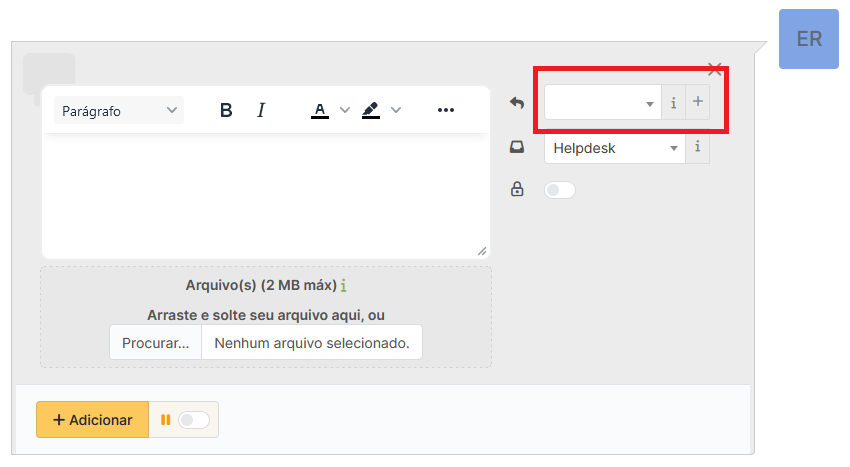 ER
Parágrafo
B
I
A
i
+
Helpdesk
i
Arquivo(s) (2 MB máx) i
Arraste e solte seu arquivo aqui, ou
Procurar... Nenhum arquivo selecionado.
+ Adicionar